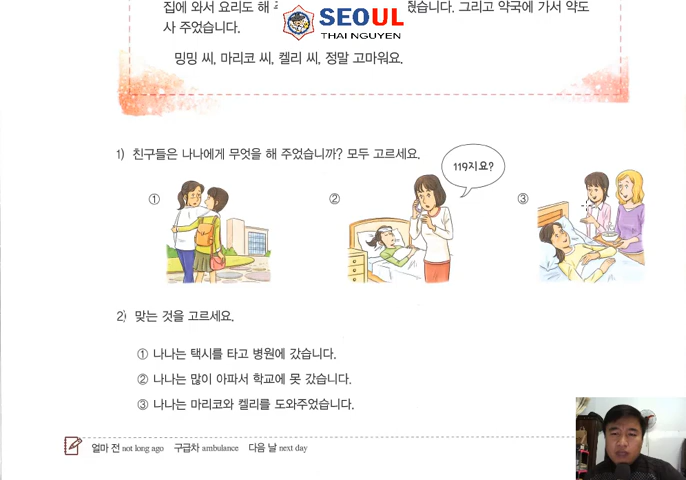 집에 와서 요리도 해 습니다. 그리고 약국에 가서 약도
SEOUL
THAI NGUYEN
사 주었습니다.
밍밍 씨, 마리코 씨, 켈리 씨, 정말 고마워요.
1) 친구들은 나나에게 무엇을 해 주었습니까? 모두 고르세요.
119지요?
① ② ③
2) 맞는 것을 고르세요.
① 나나는 택시를 타고 병원에 갔습니다.
② 나나는 많이 아파서 학교에 못 갔습니다.
③ 나나는 마리코와 켈리를 도와주었습니다.
얼마 전 not long ago 구급차 ambulance 다음 날 next day